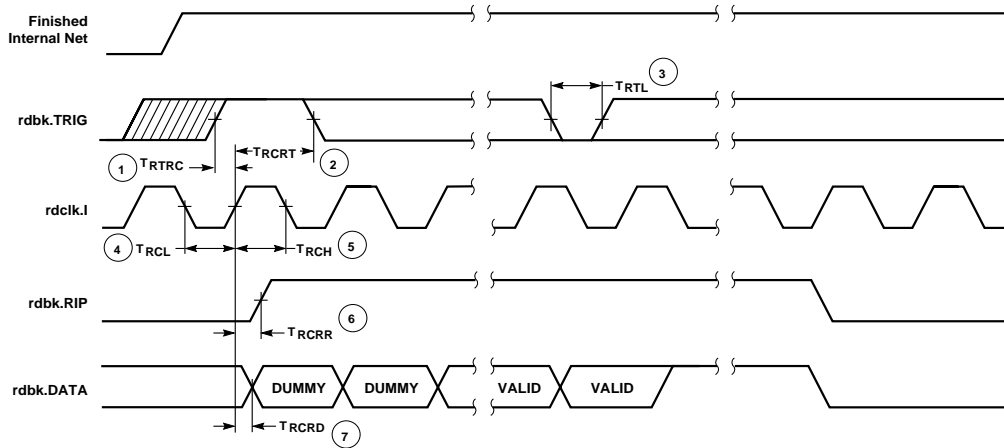 Finished
Internal Net
3
TRTL
rdbk.TRIG
1
TRTRC
TRCRT
2
rdclk.I
4
TRCL
TRCH
5
rdbk.RIP
TRCRR
6
DUMMY
DUMMY
VALID
VALID
rdbk.DATA
TRCRD
7